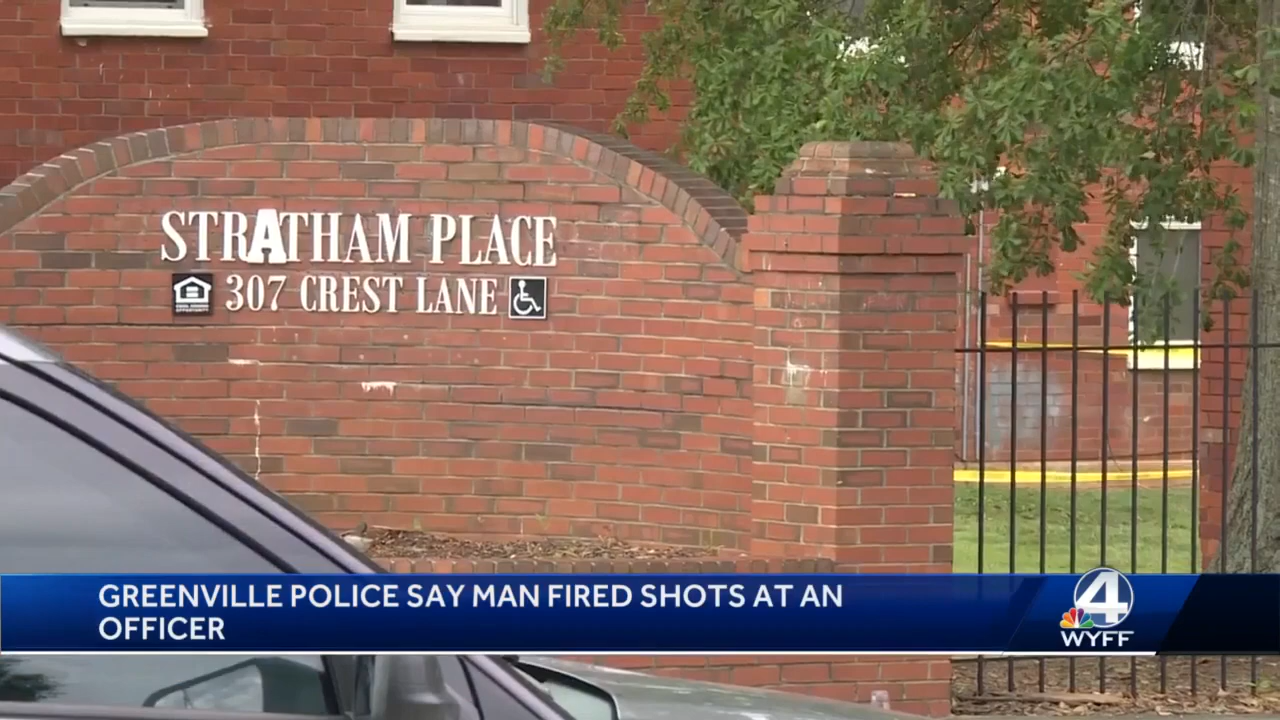 STRATHAM PLACE
307 CREST LANE
GREENVILLE POLICE SAY MAN FIRED SHOTS AT AN
OFFICER
4
WYFF